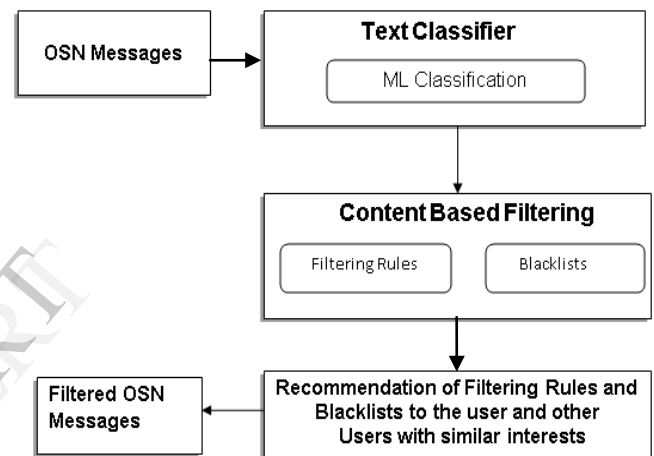 OSN Messages
Text Classifier
ML Classification
Content Based Filtering
Filtering Rules
Blacklists
Recommendation of Filtering Rules and
Blacklists to the user and other
Users with similar interests
Filtered OSN
Messages